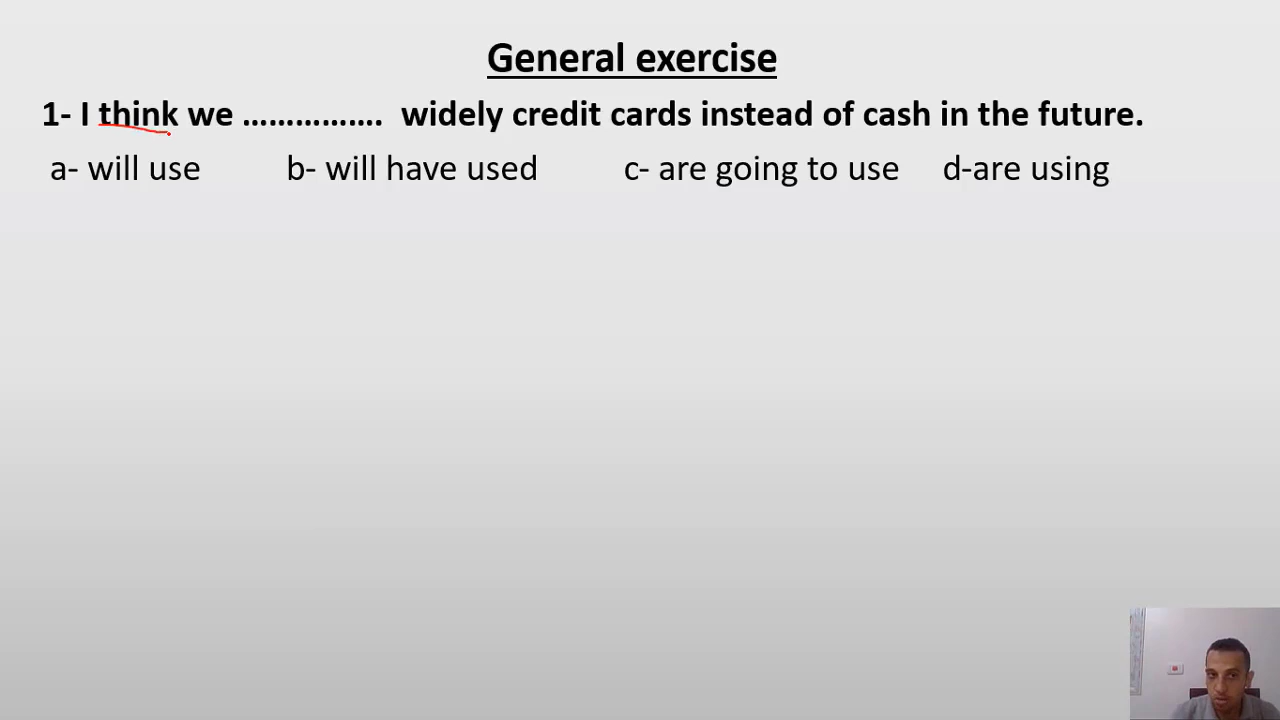 General exercise
1- I think we ................ widely credit cards instead of cash in the future.
a- will use b- will have used c- are going to use d-are using